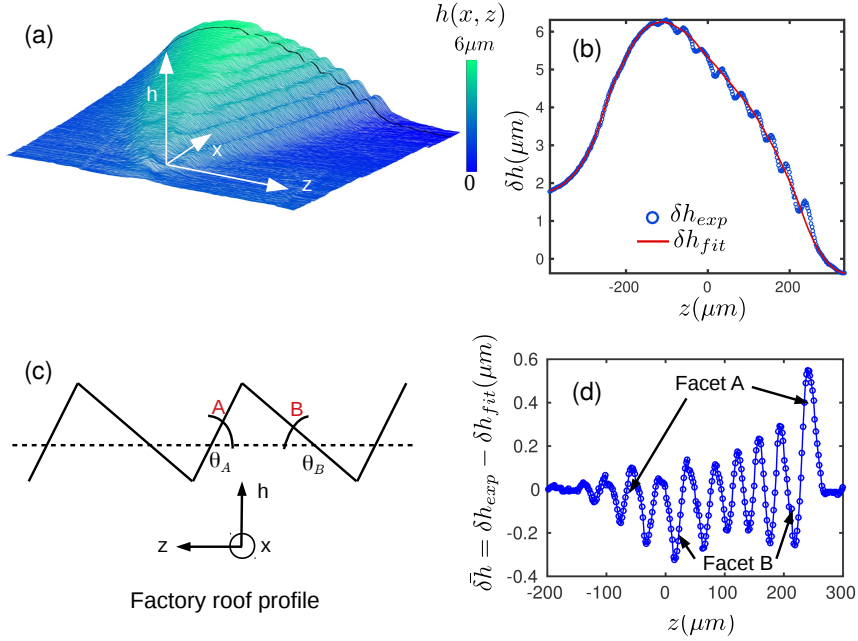 (a)
h(x, z)
6μm
0
h
x
z
(b)
δh(μm)
6
5
4
3
2
1
0
δh_exp
δh_fit
-200
0
200
z(μm)
(c)
A
B
θ_A
θ_B
h
z
x
Factory roof profile
(d)
δ̄h = δh_exp − δh_fit(μm)
0.6
0.4
0.2
0
-0.2
-0.4
Facet A
Facet B
-200
-100
0
100
200
300
z(μm)